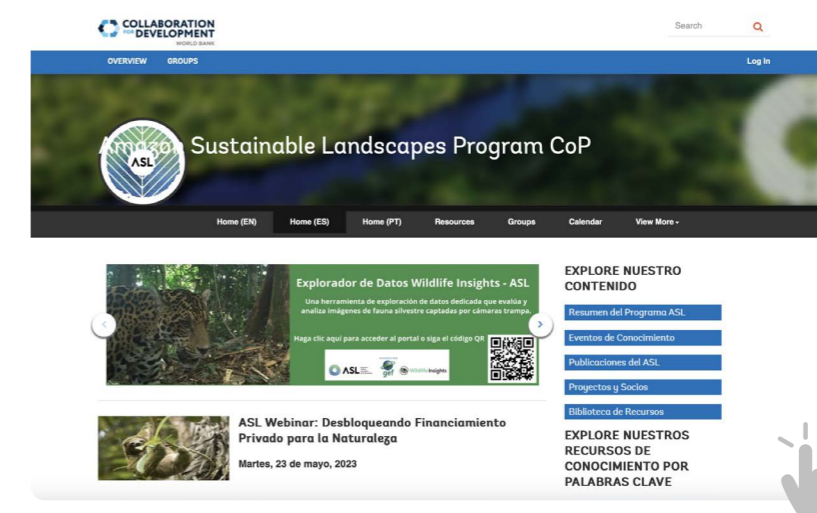 COLLABORATION
FOR DEVELOPMENT
WORLD BANK
Search
OVERVIEW GROUPS Log In
Amazon Sustainable Landscapes Program CoP
ASL
Home (EN) Home (ES) Home (PT) Resources Groups Calendar View More
Explorador de Datos Wildlife Insights - ASL
Una herramienta de exploración de datos dedicada que evalúa y
analiza imágenes de fauna silvestre captadas por cámaras trampa.
Haga clic aquí para acceder al portal o siga el código QR
ASL gef Wildlife Insights
ASL Webinar: Desbloqueando Financiamiento
Privado para la Naturaleza
Martes, 23 de mayo, 2023
EXPLORE NUESTRO
CONTENIDO
Resumen del Programa ASL
Eventos de Conocimiento
Publicaciones del ASL
Proyectos y Socios
Biblioteca de Recursos
EXPLORE NUESTROS
RECURSOS DE
CONOCIMIENTO POR
PALABRAS CLAVE